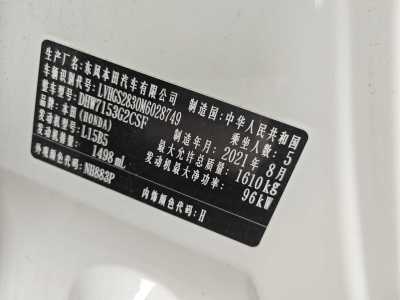 生产厂名: 东风本田汽车有限公司
车辆识别代号: LVHGS2830M6028749 制造国: 中华人民共和国
整车型号: DHW7153G2CSF 乘坐人数: 5
品牌: 本田(HONDA) 制造年月: 2021年8月
发动机型号: L15B5 最大允许总质量: 1610kg
发动机排量: 1498mL 发动机最大净功率: 96kW
外观颜色代码: NH883P 内饰颜色代码: H